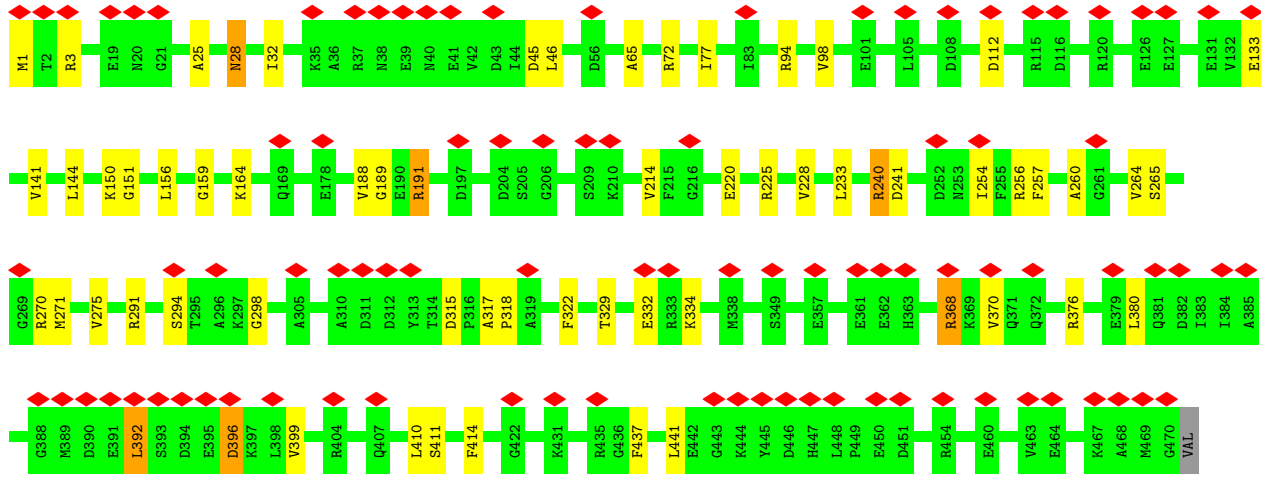 M1 T2 R3 E19 N20 G21 A25 N28 I32 K35 A36 R37 N38 E39 N40 E41 V42 D43 I44 D45 L46 D56 A65 R72 I77 I83 R94 V98 E101 L105 D108 D112 R115 D116 R120 E126 E127 E131 V132 E133
V141 L144 K150 G151 L156 G159 K164 Q169 E178 V188 G189 E190 R191 D197 D204 S205 G206 S209 K210 V214 F215 G216 E220 R225 V228 L233 R240 D241 D252 N253 I254 F255 R256 F257 A260 G261 V264 S265
G269 R270 M271 V275 R291 S294 T295 A296 K297 G298 A305 A310 D311 D312 Y313 T314 D315 P316 A317 P318 A319 F322 T329 E332 R333 K334 M338 S349 E357 E361 E362 H363 R368 K369 V370 Q371 Q372 R376 E379 L380 Q381 D382 I383 I384 A385
G388 M389 D390 E391 L392 S393 D394 E395 D396 K397 L398 V399 R404 Q407 L410 S411 F414 G422 K431 R435 G436 F437 L441 E442 G443 K444 Y445 D446 H447 L448 P449 E450 D451 R454 E460 V463 E464 K467 A468 M469 G470 VAL